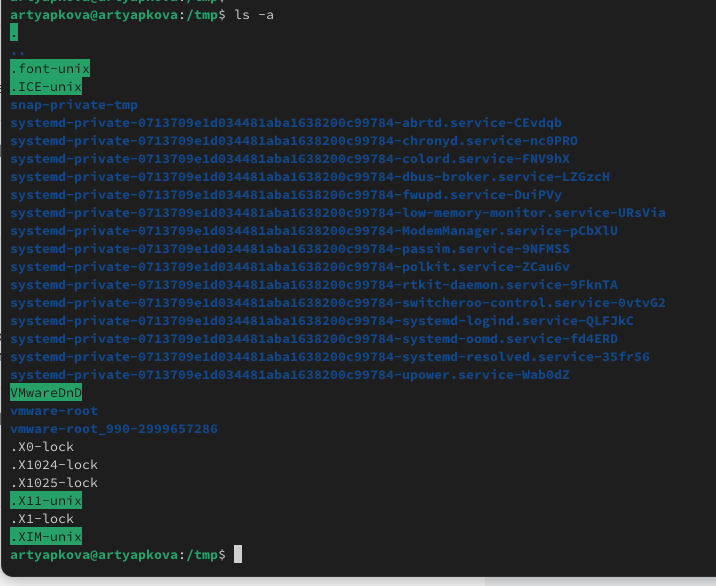 artyapkova@artyapkova:/tmp$ ls -a
.
..
.font-unix
.ICE-unix
snap-private-tmp
systemd-private-0713709e1d034481aba1638200c99784-abrtd.service-CEvdqb
systemd-private-0713709e1d034481aba1638200c99784-chronyd.service-nc0PRO
systemd-private-0713709e1d034481aba1638200c99784-colord.service-FNV9hX
systemd-private-0713709e1d034481aba1638200c99784-dbus-broker.service-LZGzcH
systemd-private-0713709e1d034481aba1638200c99784-fwupd.service-DuiPVy
systemd-private-0713709e1d034481aba1638200c99784-low-memory-monitor.service-URsVia
systemd-private-0713709e1d034481aba1638200c99784-ModemManager.service-pCbXlU
systemd-private-0713709e1d034481aba1638200c99784-passim.service-9NFMSS
systemd-private-0713709e1d034481aba1638200c99784-polkit.service-ZCau6v
systemd-private-0713709e1d034481aba1638200c99784-rtkit-daemon.service-9FknTA
systemd-private-0713709e1d034481aba1638200c99784-switcheroo-control.service-0vtvG2
systemd-private-0713709e1d034481aba1638200c99784-systemd-logind.service-QLFJkC
systemd-private-0713709e1d034481aba1638200c99784-systemd-oomd.service-fd4ERD
systemd-private-0713709e1d034481aba1638200c99784-systemd-resolved.service-35fr56
systemd-private-0713709e1d034481aba1638200c99784-upower.service-Wab0dZ
VMwareDnD
vmware-root
vmware-root_990-2999657286
.X0-lock
.X1024-lock
.X1025-lock
.X11-unix
.X1-lock
.XIM-unix
artyapkova@artyapkova:/tmp$